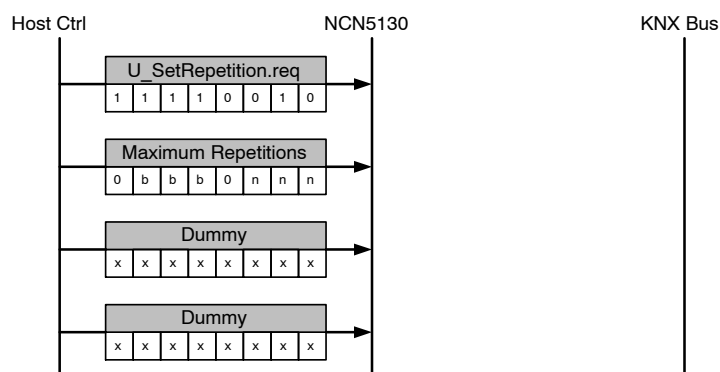 Host Ctrl NCN5130 KNX Bus
U_SetRepetition.req
1 1 1 1 0 0 1 0
Maximum Repetitions
0 b b b 0 n n n
Dummy
x x x x x x x x
Dummy
x x x x x x x x